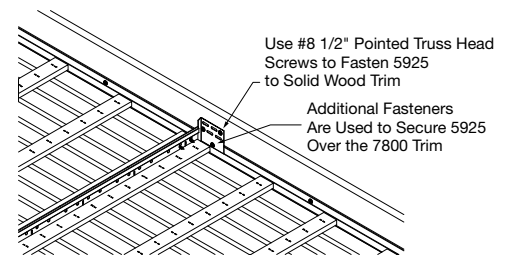 Use #8 1/2" Pointed Truss Head
Screws to Fasten 5925
to Solid Wood Trim
Additional Fasteners
Are Used to Secure 5925
Over the 7800 Trim